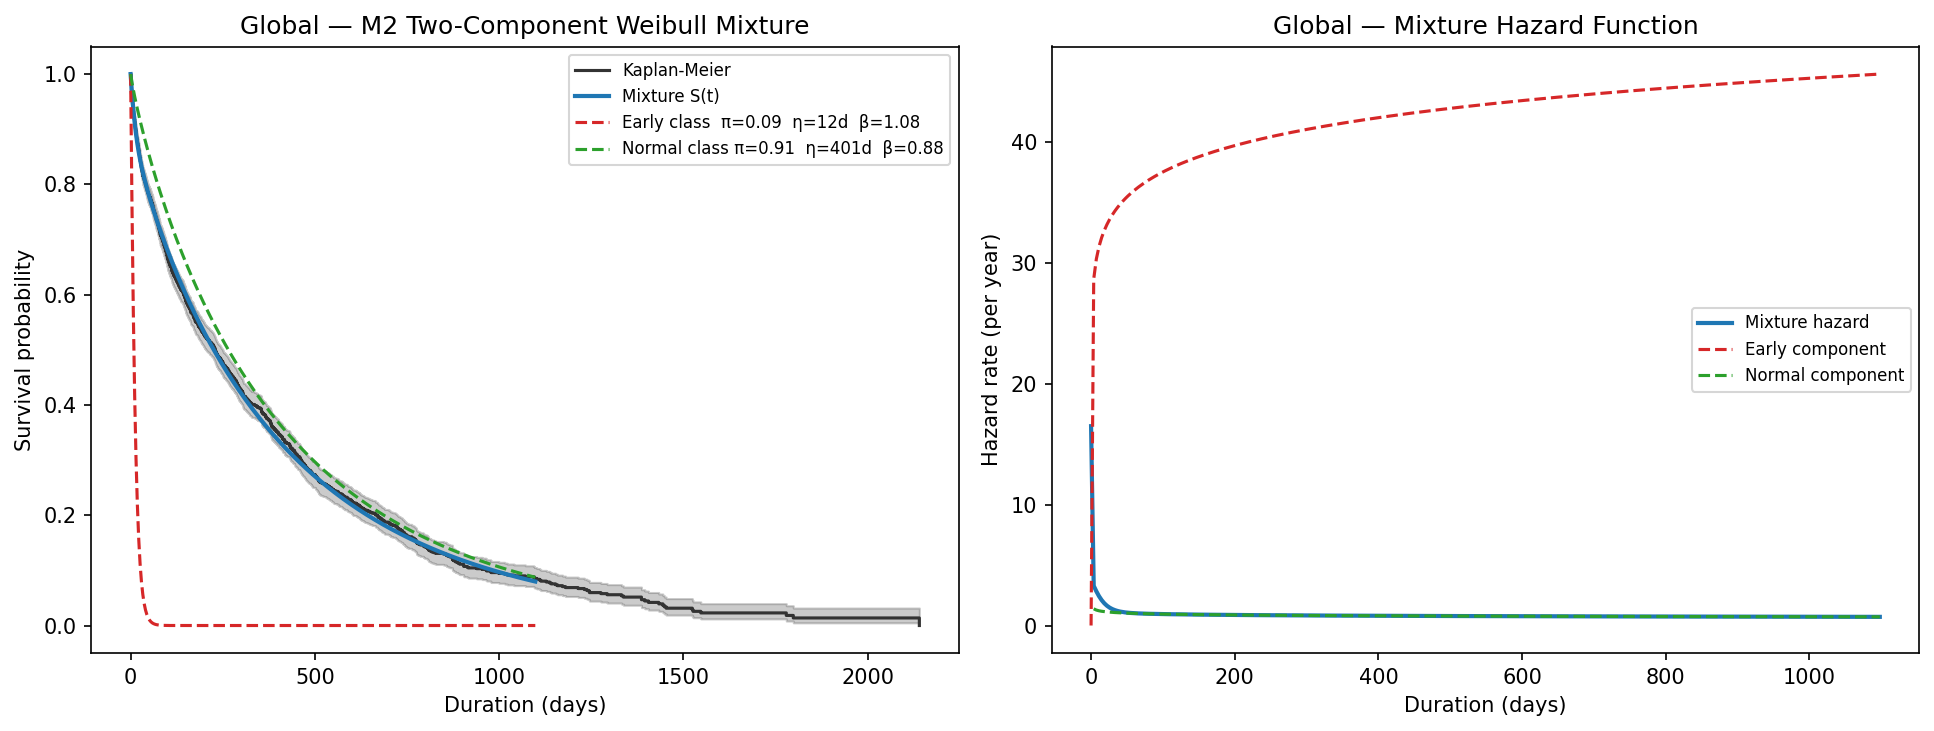 Global — M2 Two-Component Weibull Mixture
Survival probability
1.0
0.8
0.6
0.4
0.2
0.0
Kaplan-Meier
Mixture S(t)
Early class  π=0.09  η=12d  β=1.08
Normal class π=0.91  η=401d  β=0.88
0
500
1000
1500
2000
Duration (days)
Global — Mixture Hazard Function
Hazard rate (per year)
40
30
20
10
0
Mixture hazard
Early component
Normal component
0
200
400
600
800
1000
Duration (days)